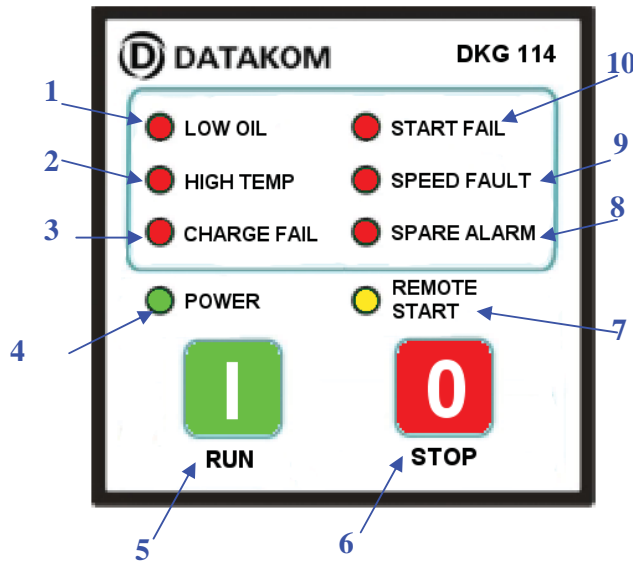 DATAKOM
DKG 114
10
1
LOW OIL
START FAIL
9
2
HIGH TEMP
SPEED FAULT
8
3
CHARGE FAIL
SPARE ALARM
POWER
REMOTE
START
4
7
I
0
RUN
STOP
5
6